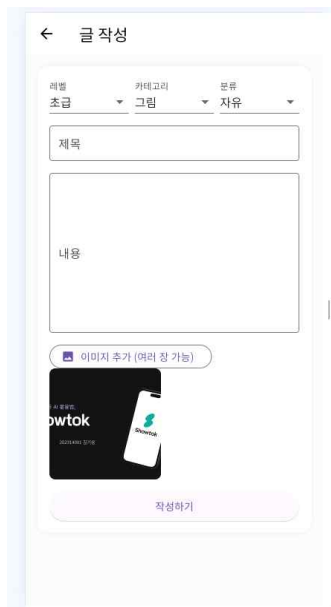 글 작성
레벨 카테고리 분류
초급 그림 자유
제목
내용
이미지 추가 (여러 장 가능)
owtok
Showtok
작성하기